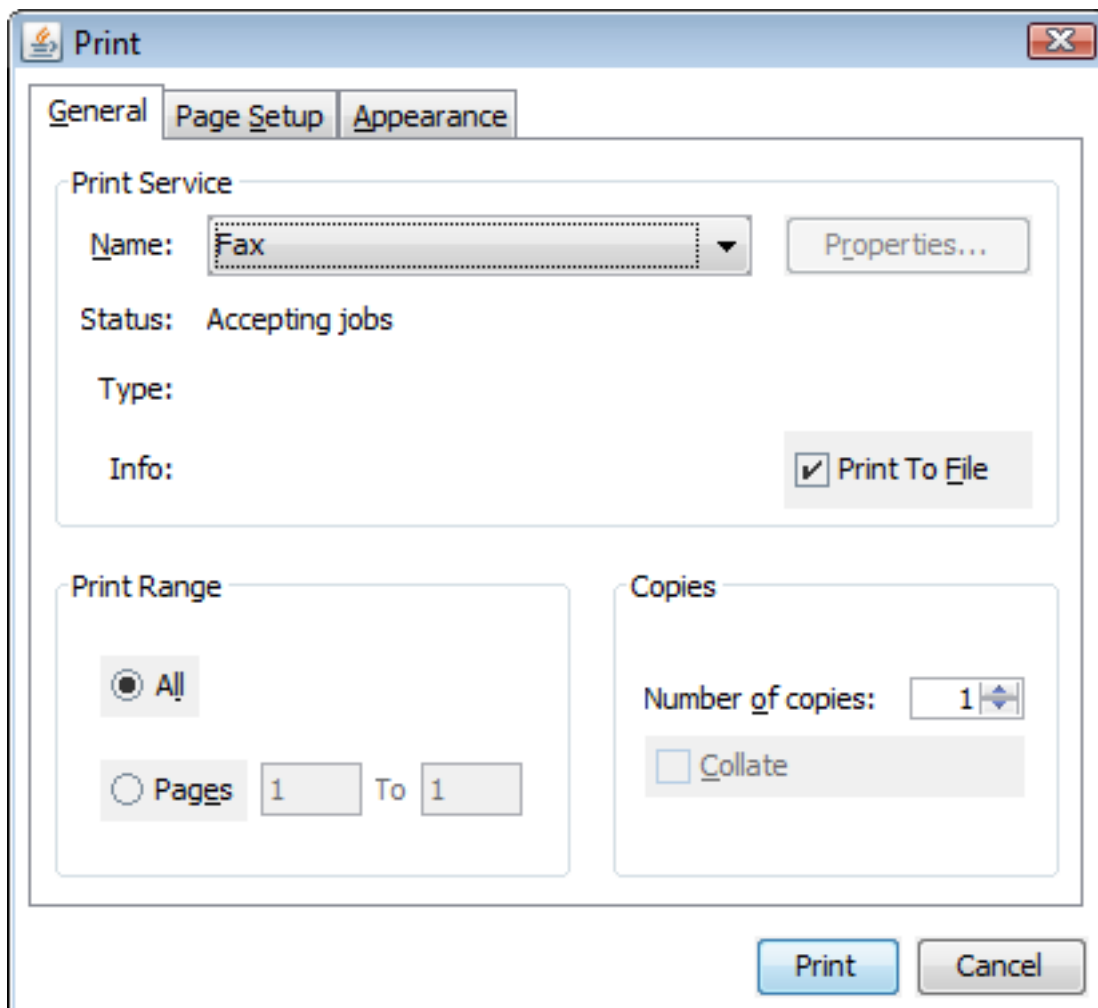 Print
General Page Setup Appearance
Print Service
Name: Fax Properties...
Status: Accepting jobs
Type:
Info: Print To File
Print Range Copies
All
Number of copies: 1
Collate
Pages 1 To 1
Print Cancel